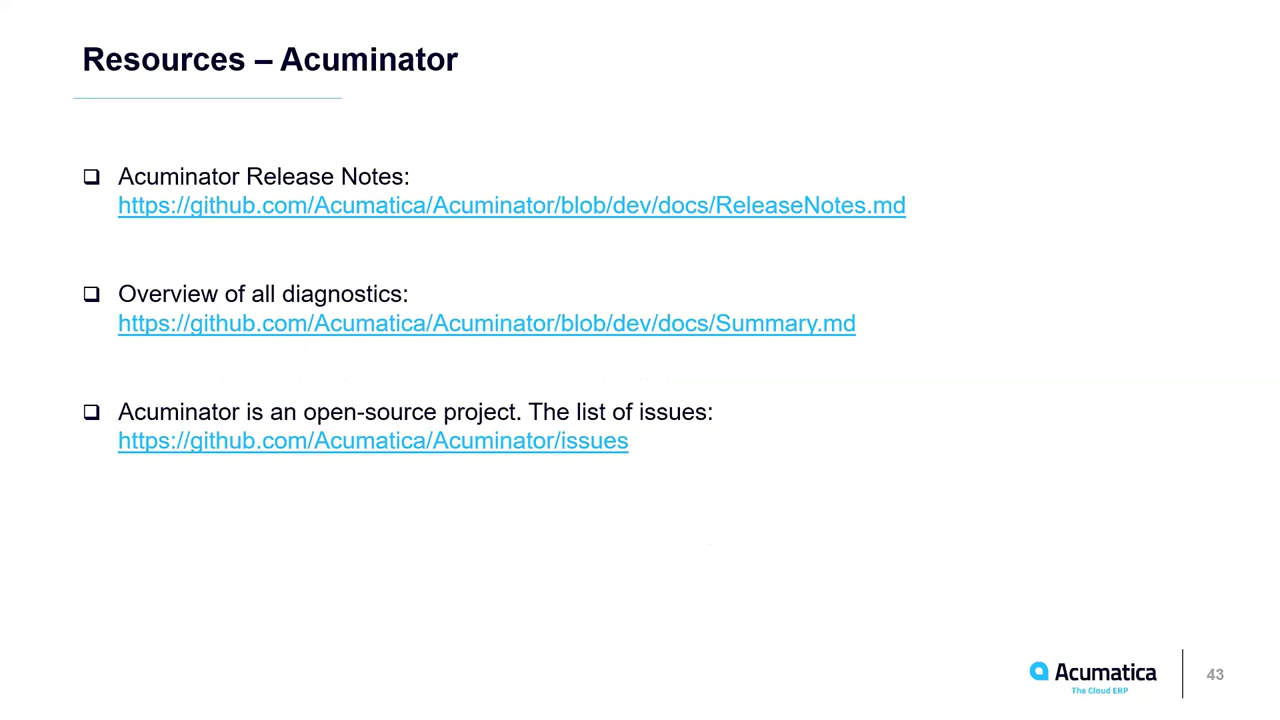 Resources – Acuminator
❑ Acuminator Release Notes:
https://github.com/Acumatica/Acuminator/blob/dev/docs/ReleaseNotes.md
❑ Overview of all diagnostics:
https://github.com/Acumatica/Acuminator/blob/dev/docs/Summary.md
❑ Acuminator is an open-source project. The list of issues:
https://github.com/Acumatica/Acuminator/issues
Acumatica
The Cloud ERP
43